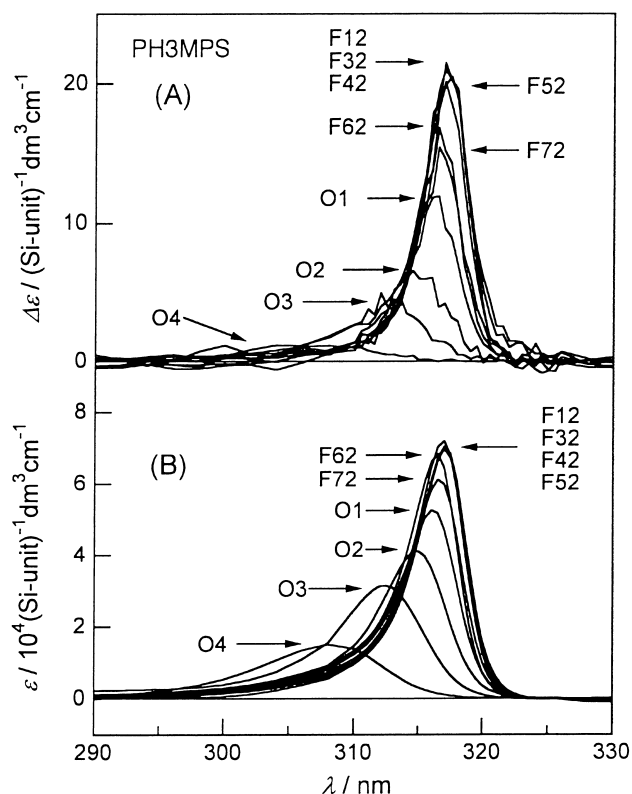 PH3MPS
(A)
F12
F32
F42
F52
F62
F72
O1
O2
O3
O4
20
10
0
Δε / (Si-unit)⁻¹dm³cm⁻¹
(B)
F12
F32
F42
F52
F62
F72
O1
O2
O3
O4
8
6
4
2
0
ε / 10⁴(Si-unit)⁻¹dm³cm⁻¹
290 300 310 320 330
λ / nm